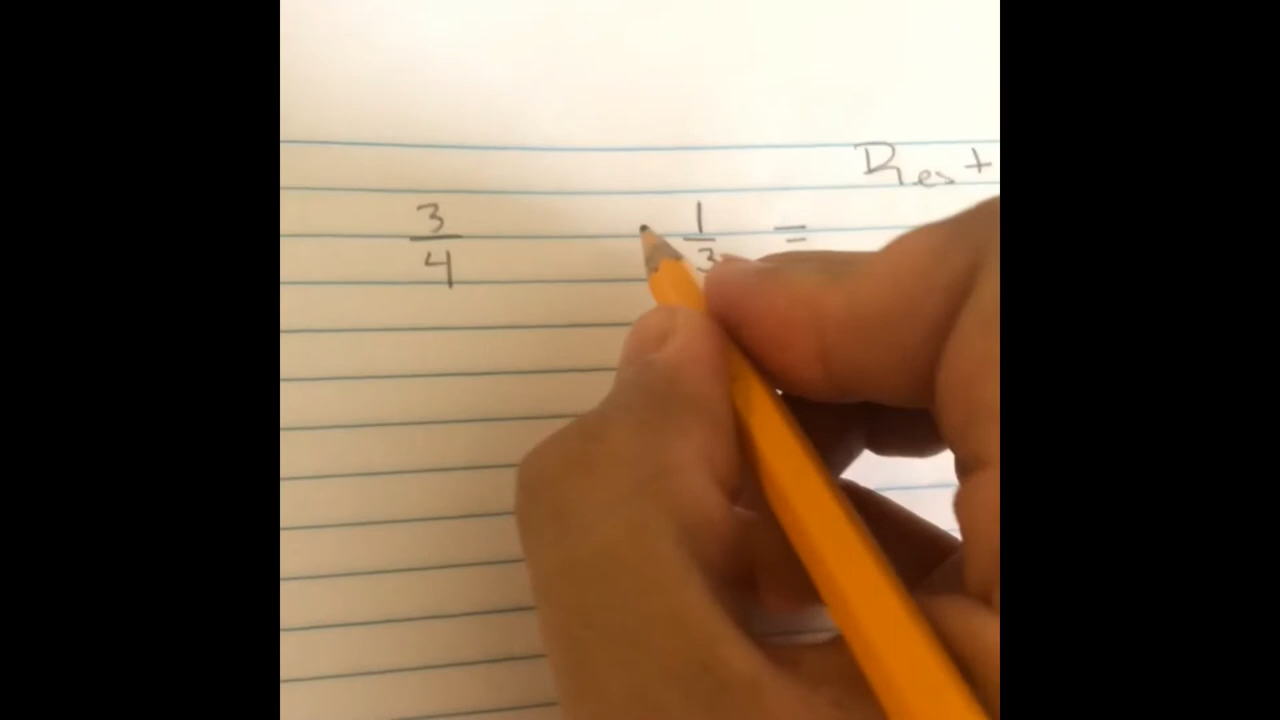 Rest
3/4 1/3 =